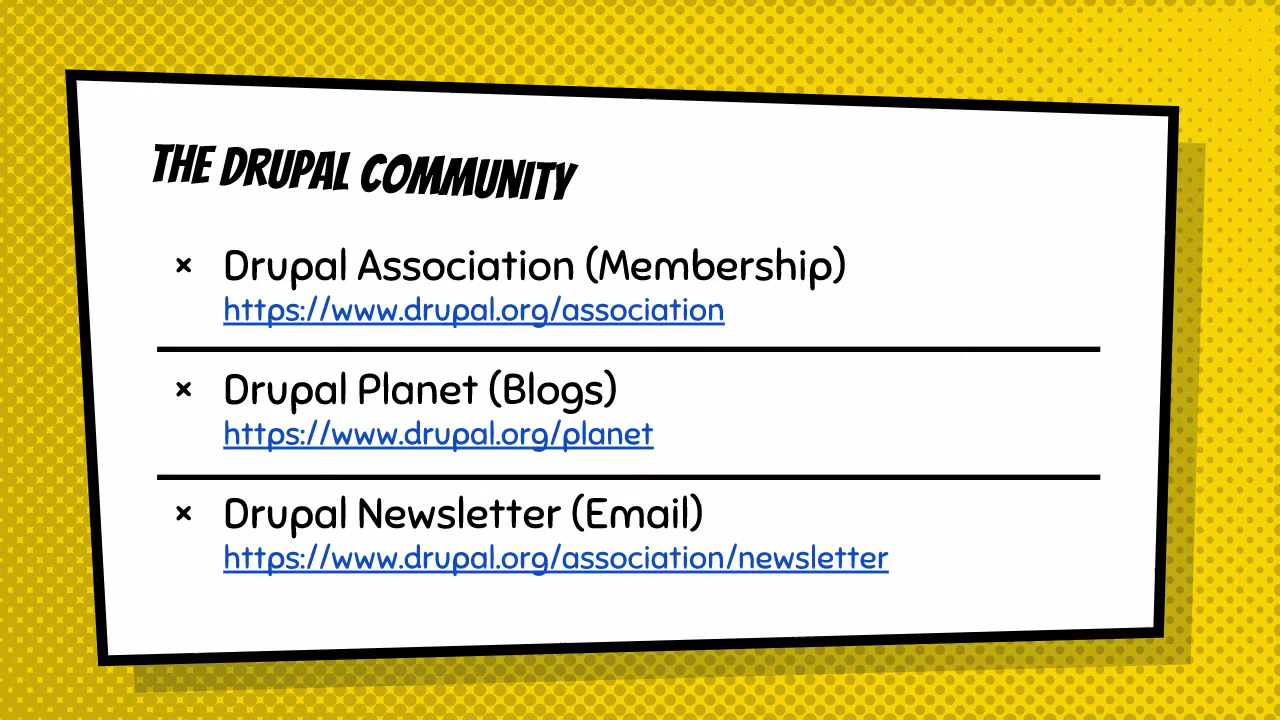 THE DRUPAL COMMUNITY
× Drupal Association (Membership)
https://www.drupal.org/association
× Drupal Planet (Blogs)
https://www.drupal.org/planet
× Drupal Newsletter (Email)
https://www.drupal.org/association/newsletter